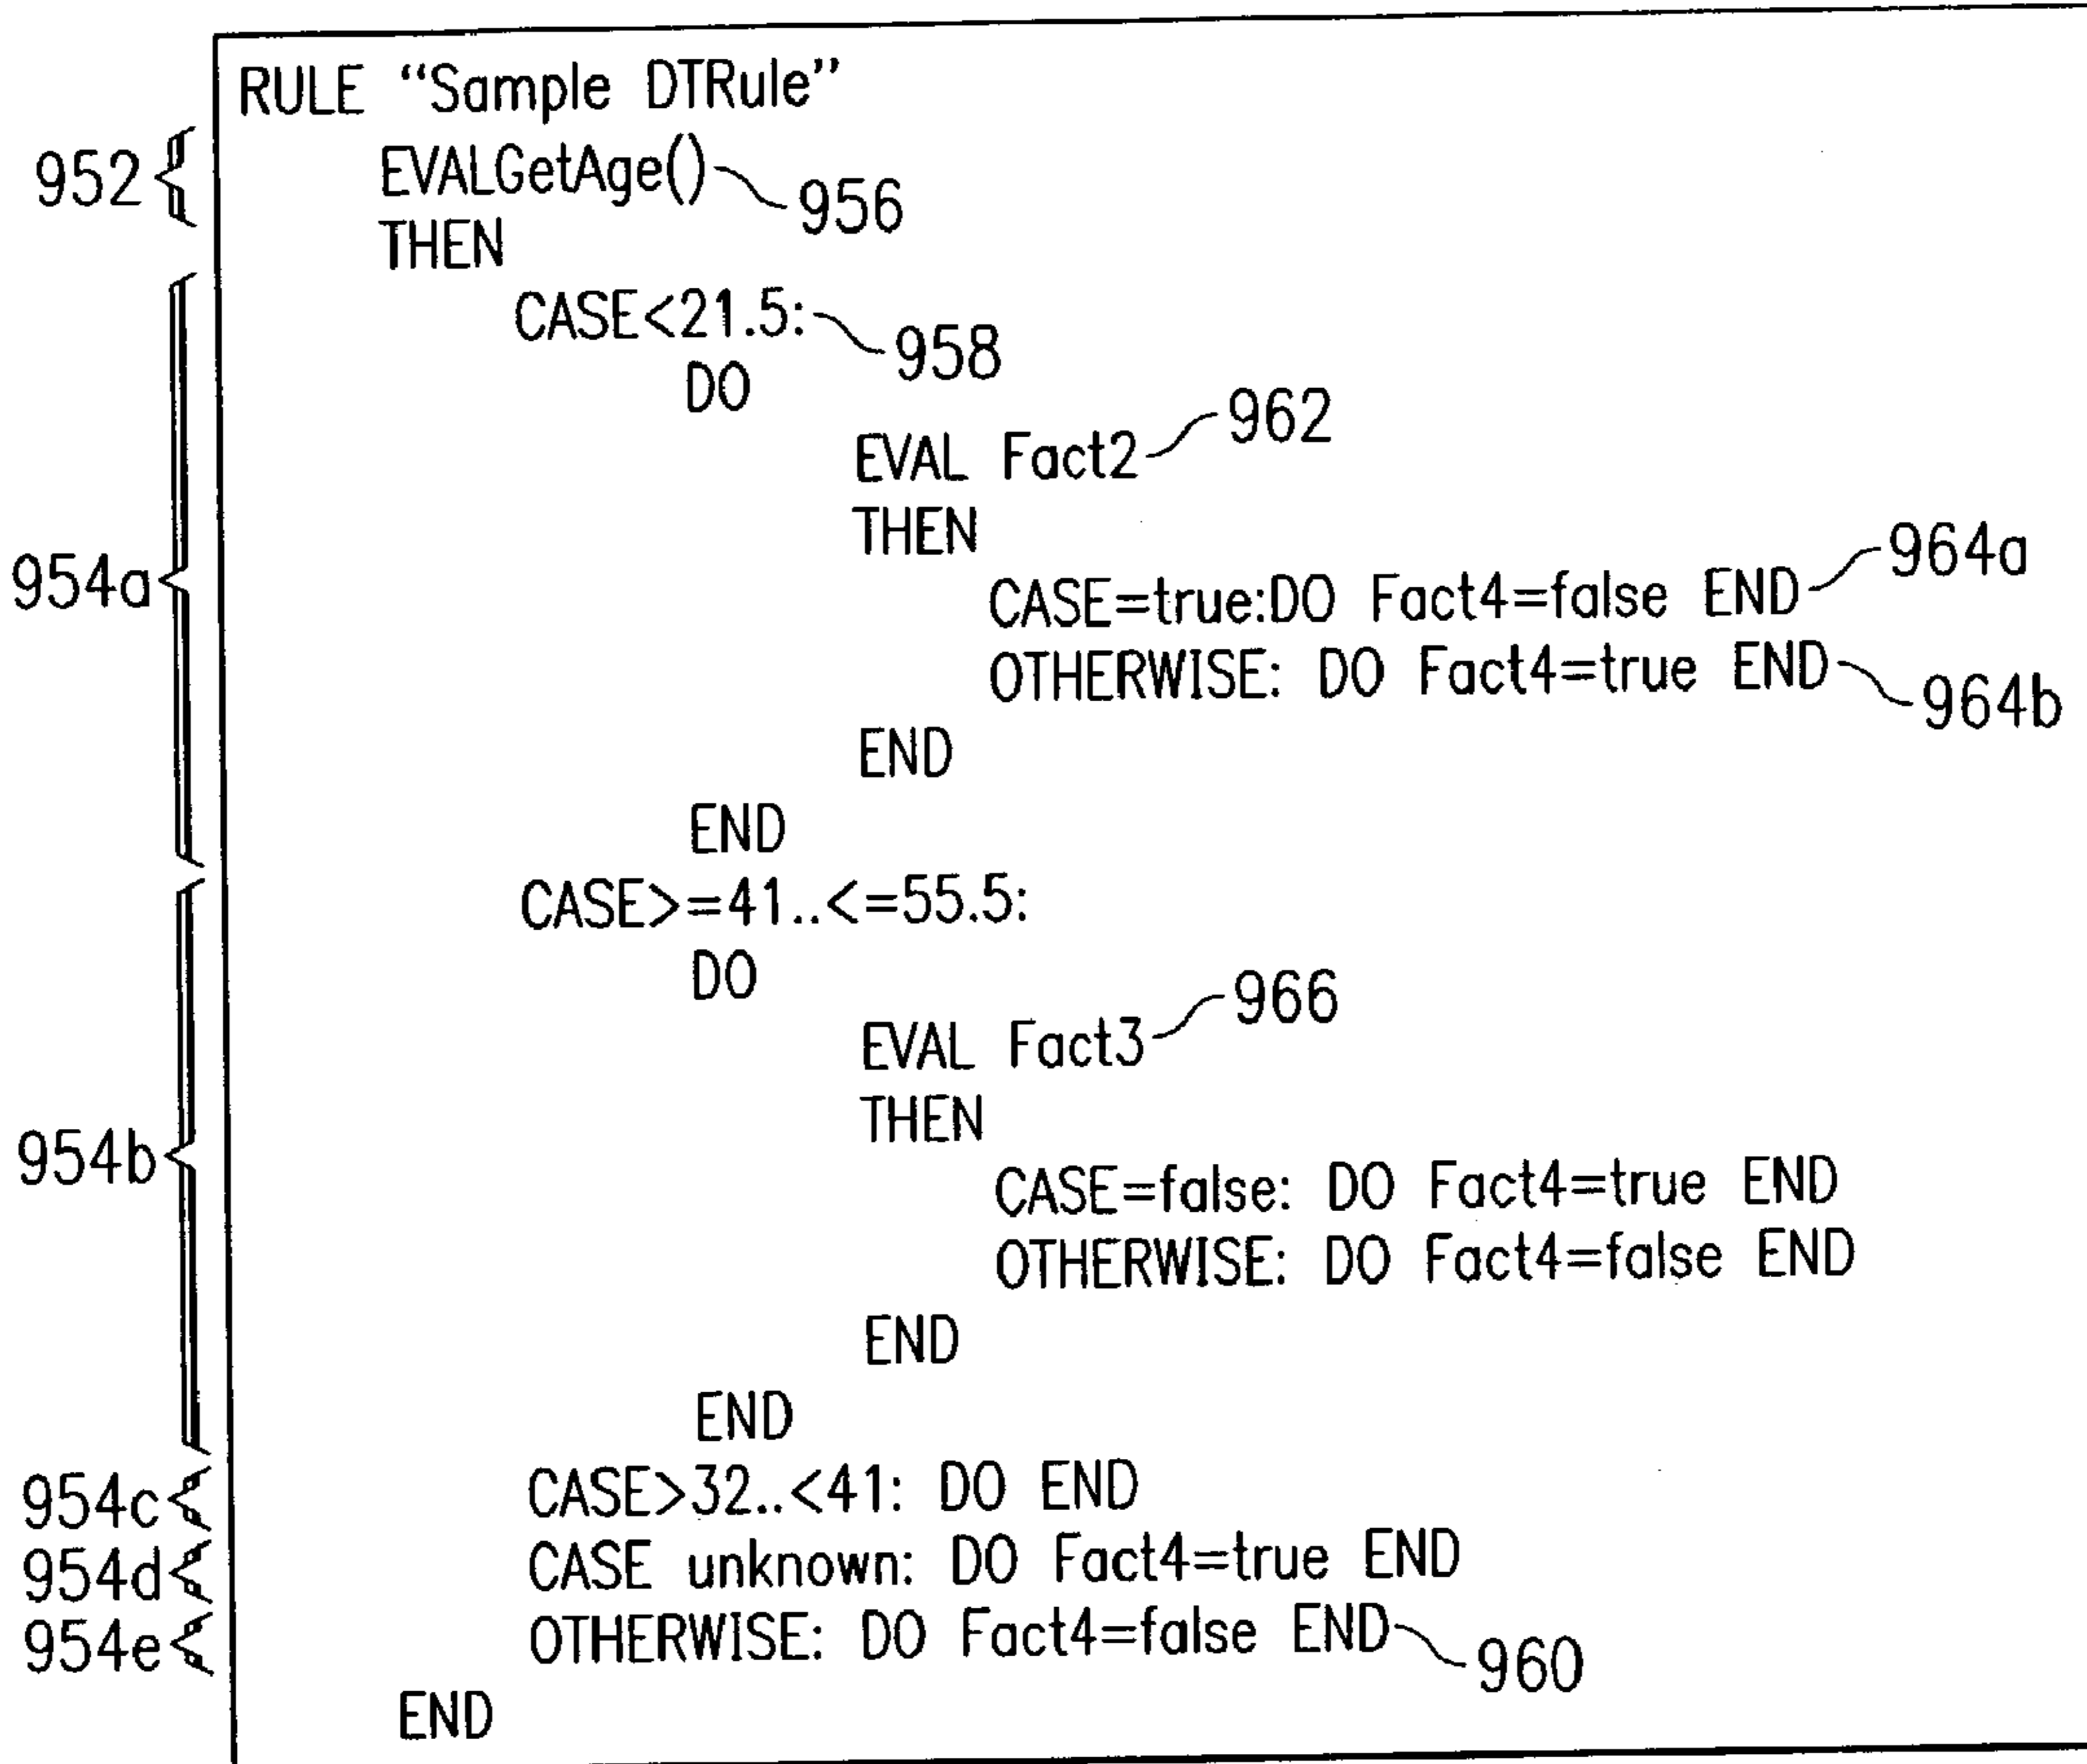 RULE “Sample DTRule”
952
EVALGetAge()
956
THEN
CASE<21.5:
958
DO
962
EVAL Fact2
THEN
964a
954a
CASE=true:DO Fact4=false END
OTHERWISE: DO Fact4=true END
964b
END
END
CASE>=41..<=55.5:
DO
966
EVAL Fact3
THEN
954b
CASE=false: DO Fact4=true END
OTHERWISE: DO Fact4=false END
END
END
954c CASE>32..<41: DO END
954d CASE unknown: DO Fact4=true END
954e OTHERWISE: DO Fact4=false END
960
END